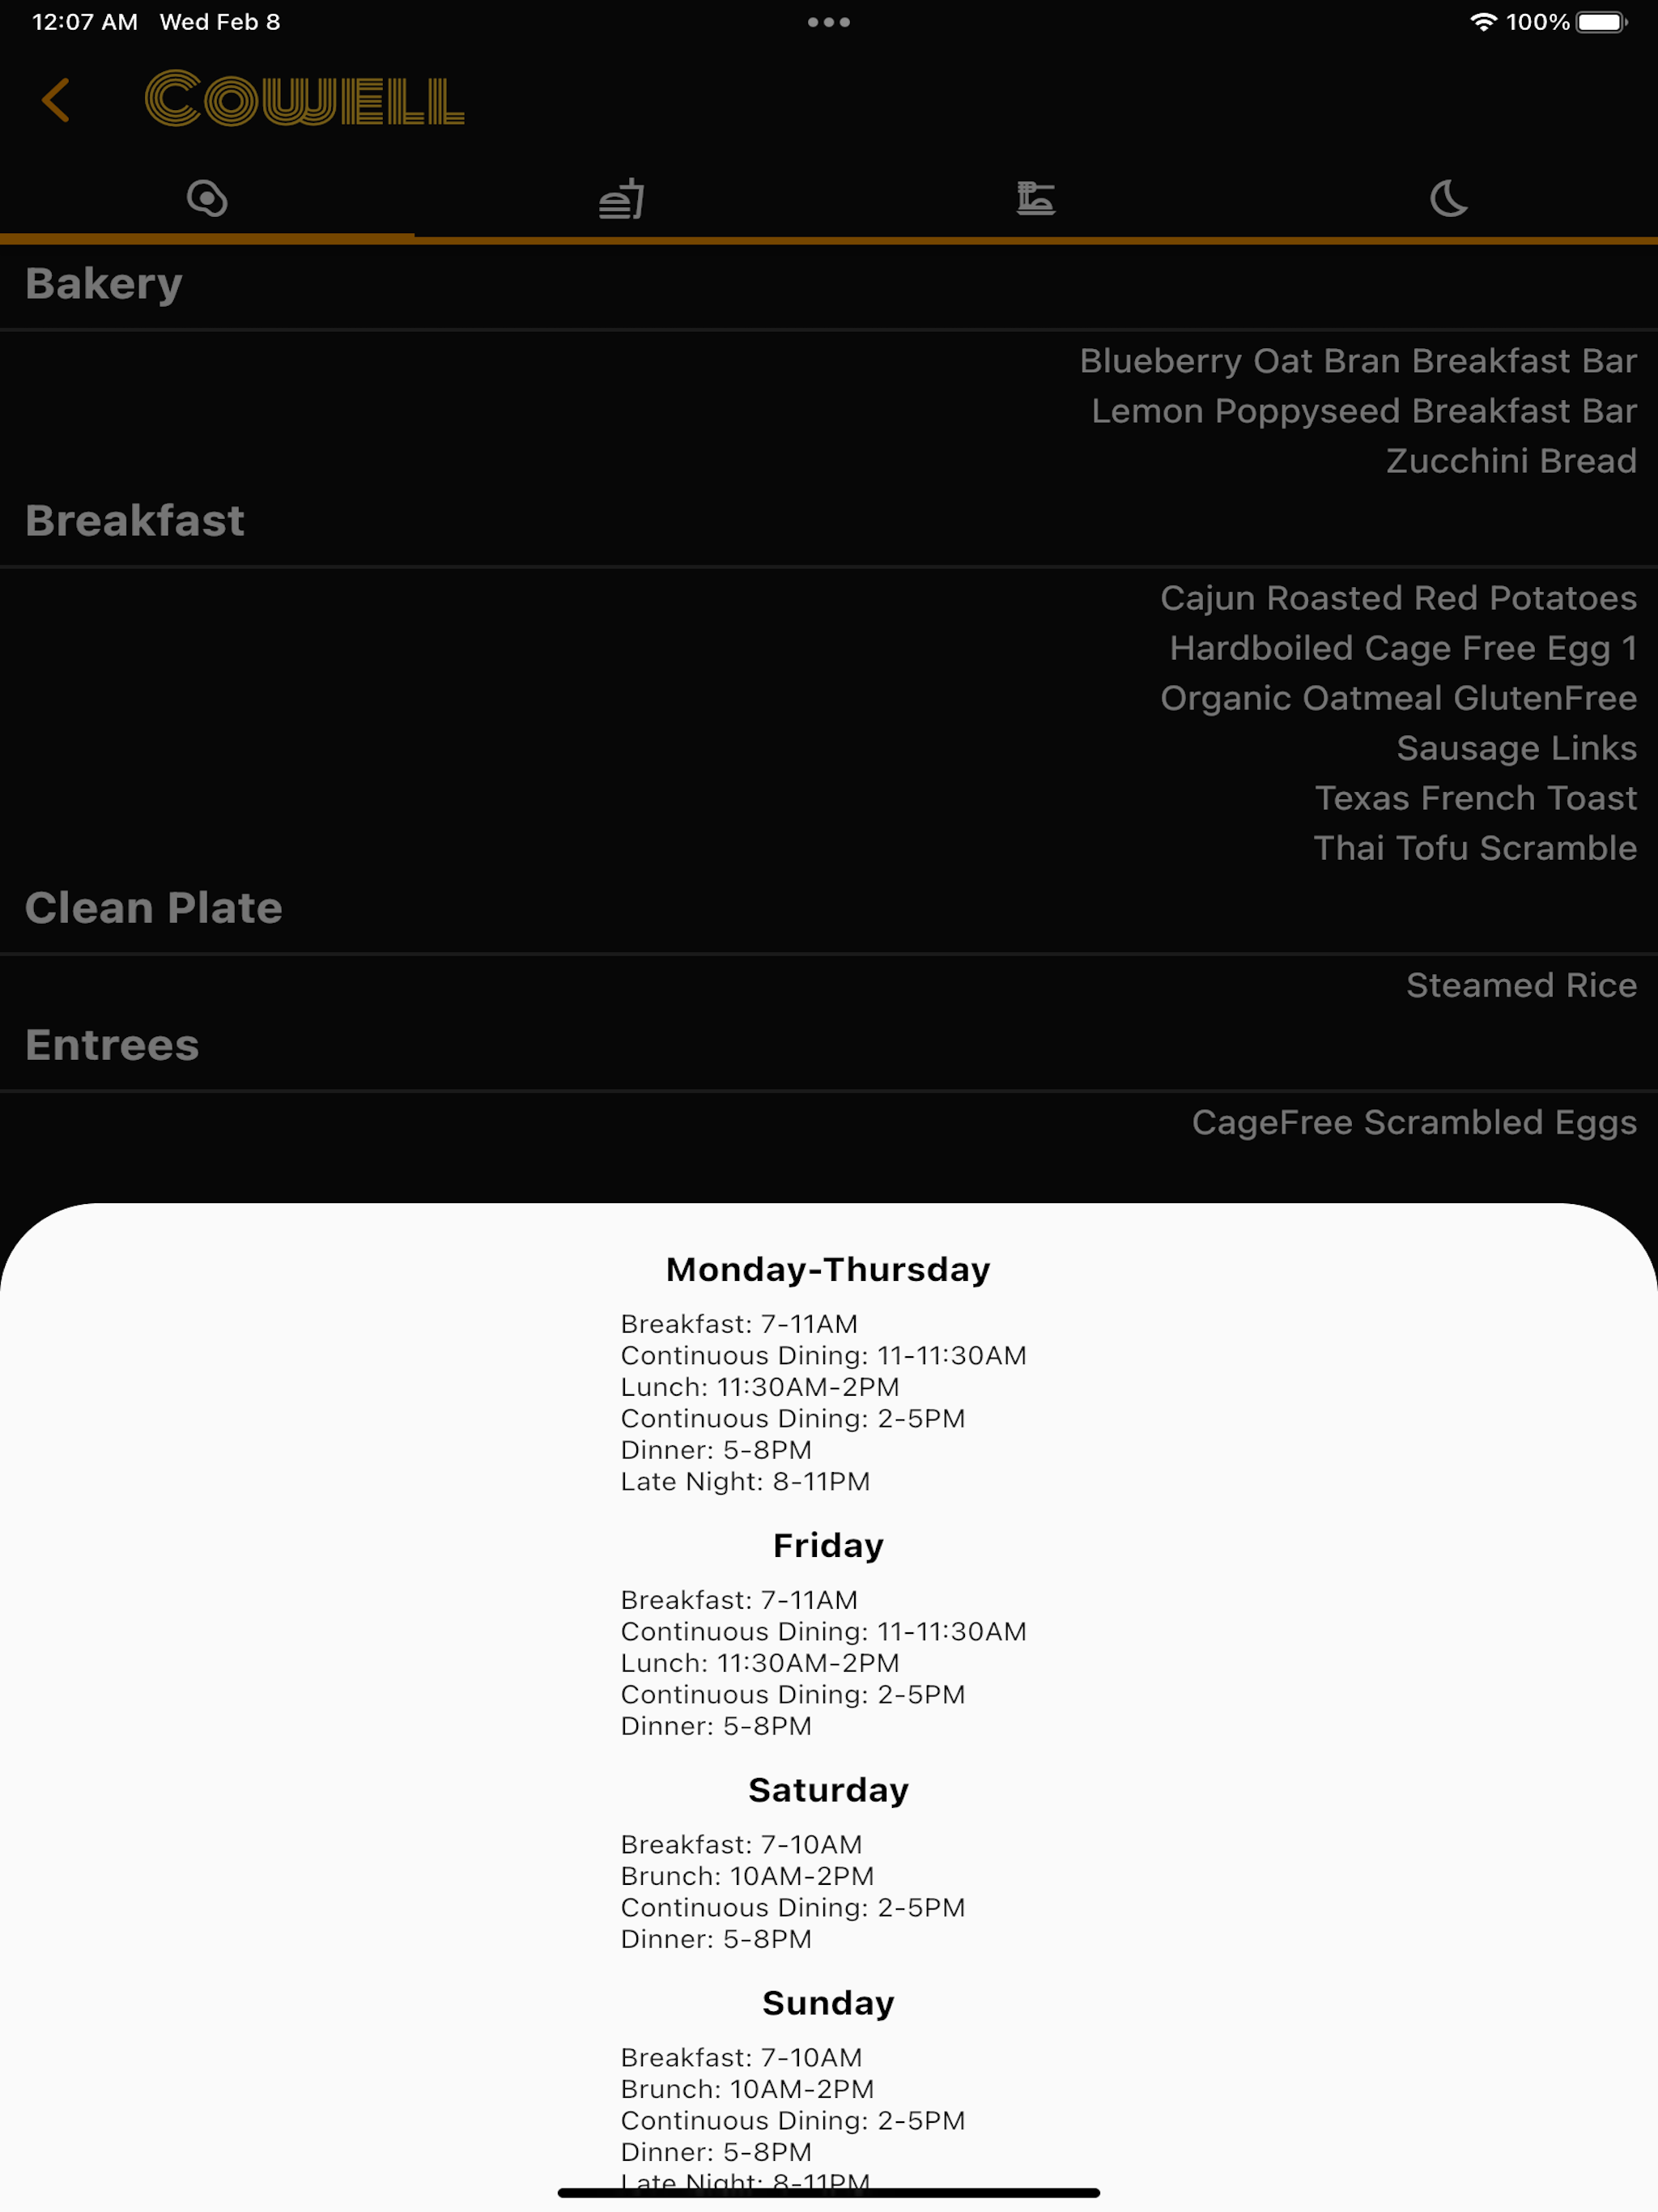 12:07 AM Wed Feb 8
100%
COWELL
Bakery
Blueberry Oat Bran Breakfast Bar
Lemon Poppyseed Breakfast Bar
Zucchini Bread
Breakfast
Cajun Roasted Red Potatoes
Hardboiled Cage Free Egg 1
Organic Oatmeal GlutenFree
Sausage Links
Texas French Toast
Thai Tofu Scramble
Clean Plate
Steamed Rice
Entrees
CageFree Scrambled Eggs
Monday-Thursday
Breakfast: 7-11AM
Continuous Dining: 11-11:30AM
Lunch: 11:30AM-2PM
Continuous Dining: 2-5PM
Dinner: 5-8PM
Late Night: 8-11PM
Friday
Breakfast: 7-11AM
Continuous Dining: 11-11:30AM
Lunch: 11:30AM-2PM
Continuous Dining: 2-5PM
Dinner: 5-8PM
Saturday
Breakfast: 7-10AM
Brunch: 10AM-2PM
Continuous Dining: 2-5PM
Dinner: 5-8PM
Sunday
Breakfast: 7-10AM
Brunch: 10AM-2PM
Continuous Dining: 2-5PM
Dinner: 5-8PM
Late Night: 8-11PM